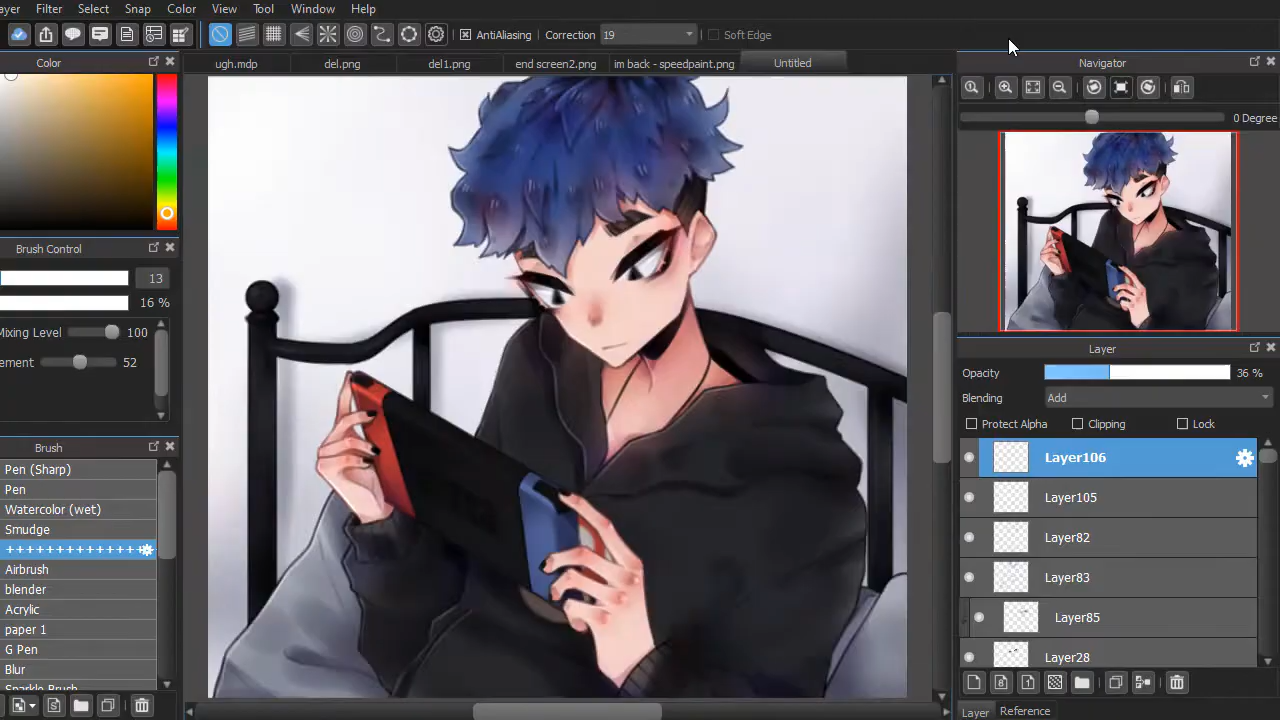 ayer Filter Select Snap Color View Tool Window Help
AntiAliasing Correction 19 Soft Edge
Color
ugh.mdp del.png del1.png end screen2.png im back - speedpaint.png Untitled
Navigator
0 Degree
Brush Control
13
16 %
Mixing Level 100
ement 52
Layer
Opacity 36 %
Blending Add
Protect Alpha Clipping Lock
Brush
Pen (Sharp)
Pen
Watercolor (wet)
Smudge
++++++++++++++
Airbrush
blender
Acrylic
paper 1
G Pen
Blur
Sparkle Brush
Layer106
Layer105
Layer82
Layer83
Layer85
Layer28
Layer Reference